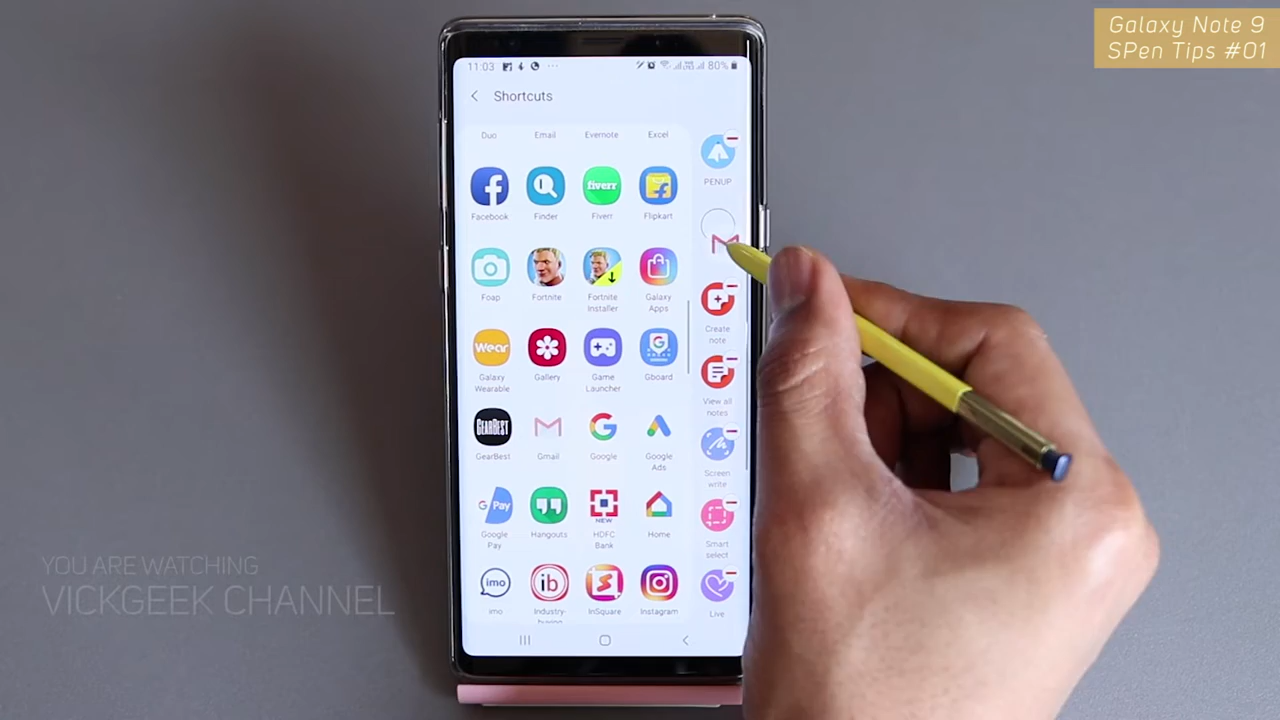 Galaxy Note 9
SPen Tips #01
11:03
80%
Shortcuts
Duo
Email
Evernote
Excel
PENUP
fiverr
Facebook
Finder
Fiverr
Flipkart
Foap
Fortnite
Fortnite
Installer
Galaxy
Apps
Create
note
Wear
Galaxy
Wearable
Gallery
Game
Launcher
Gboard
View all
notes
GEARBEST
GearBest
Gmail
Google
Google
Ads
Screen
write
G Pay
Google
Pay
Hangouts
NEW
HDFC
Bank
Home
Smart
select
imo
ib
imo
Industry-
buying
InSquare
Instagram
Live
YOU ARE WATCHING
VICKGEEK CHANNEL